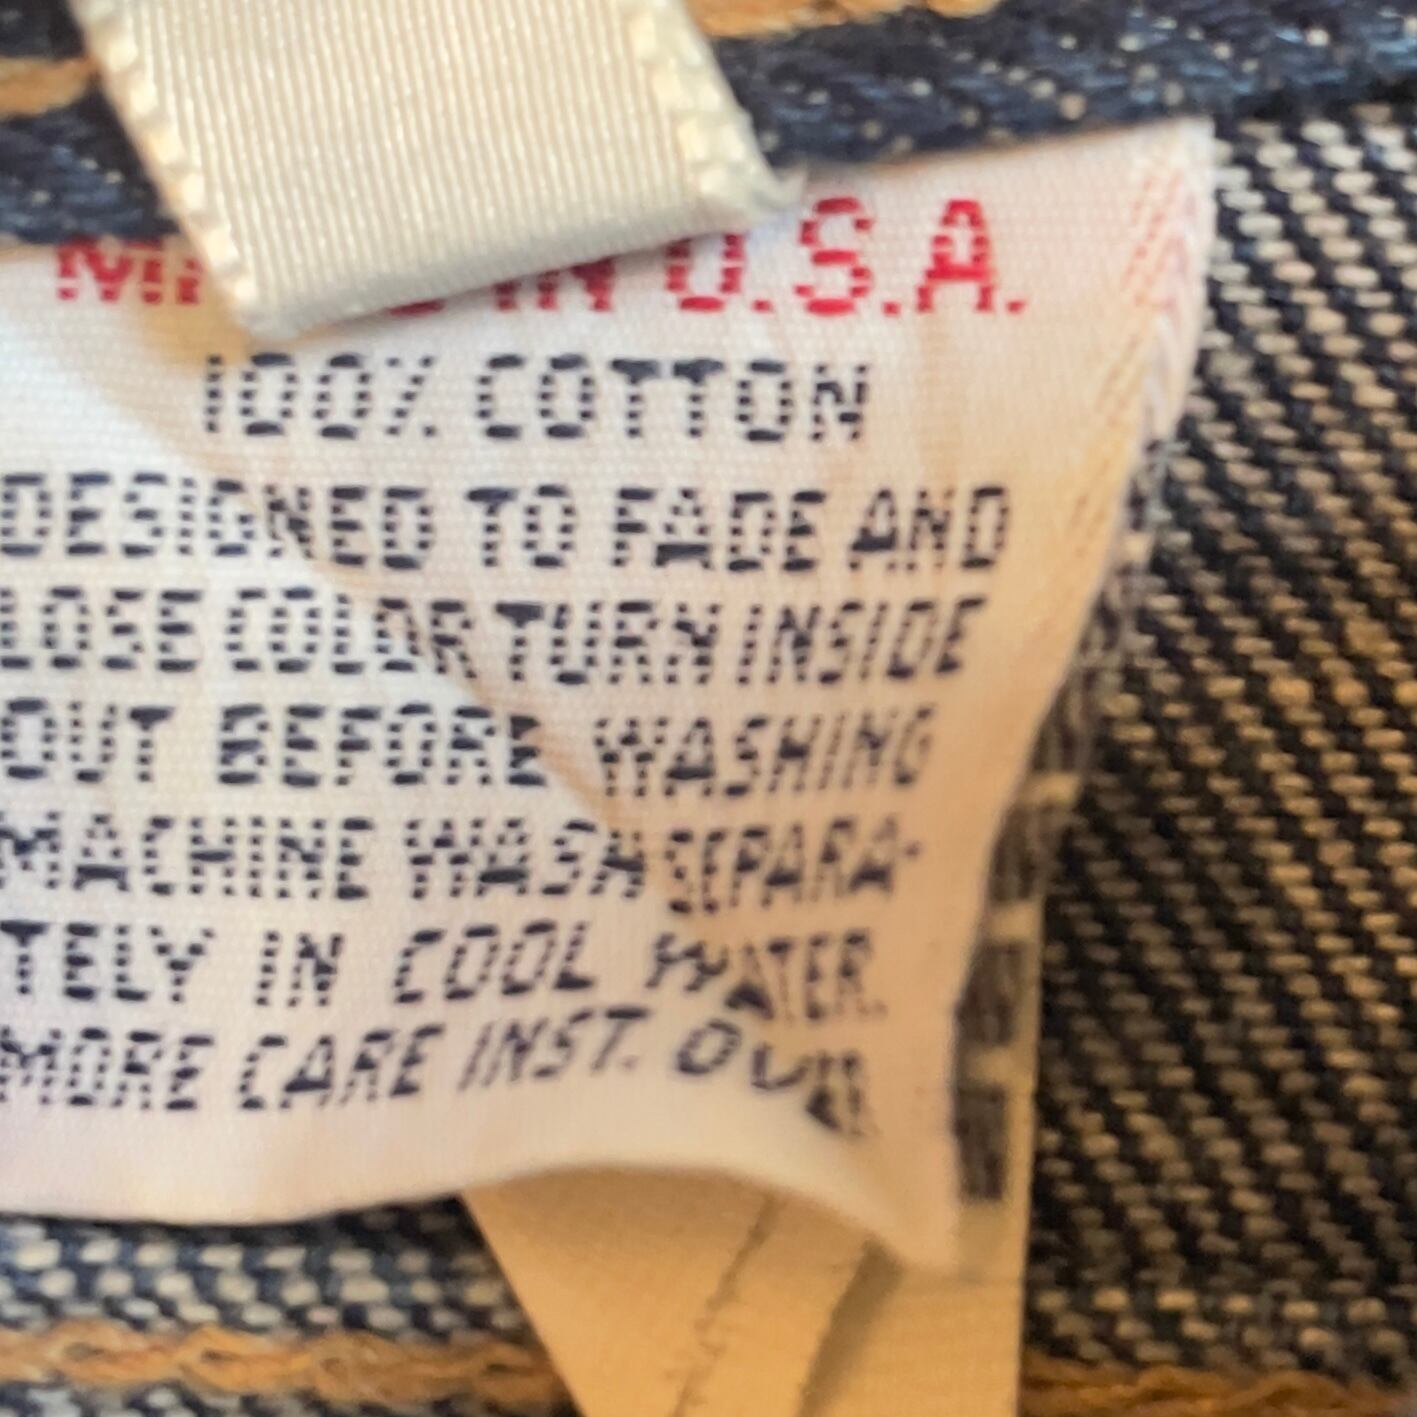 IN U.S.A.
100% COTTON
DESIGNED TO FADE AND
LOSE COLOR TURN INSIDE
OUT BEFORE WASHING
MACHINE WASH SEPARA-
TELY IN COOL WATER.
MORE CARE INST. OVER